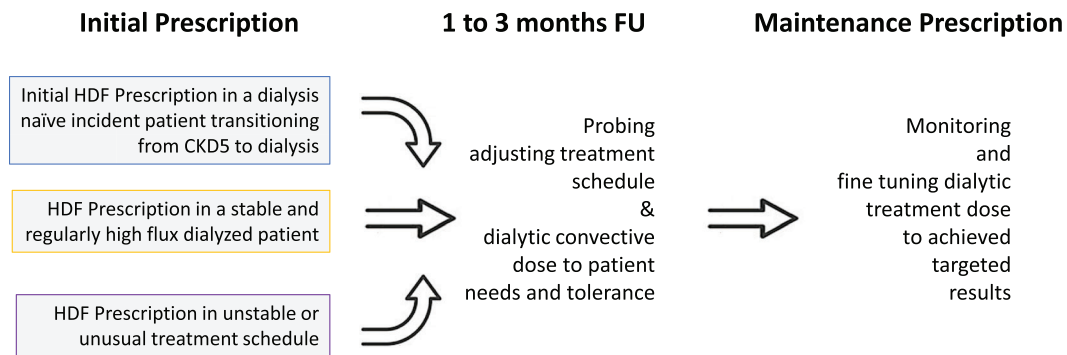 Initial Prescription
1 to 3 months FU
Maintenance Prescription
Initial HDF Prescription in a dialysis
naïve incident patient transitioning
from CKD5 to dialysis
HDF Prescription in a stable and
regularly high flux dialyzed patient
HDF Prescription in unstable or
unusual treatment schedule
Probing
adjusting treatment
schedule
&
dialytic convective
dose to patient
needs and tolerance
Monitoring
and
fine tuning dialytic
treatment dose
to achieved
targeted
results